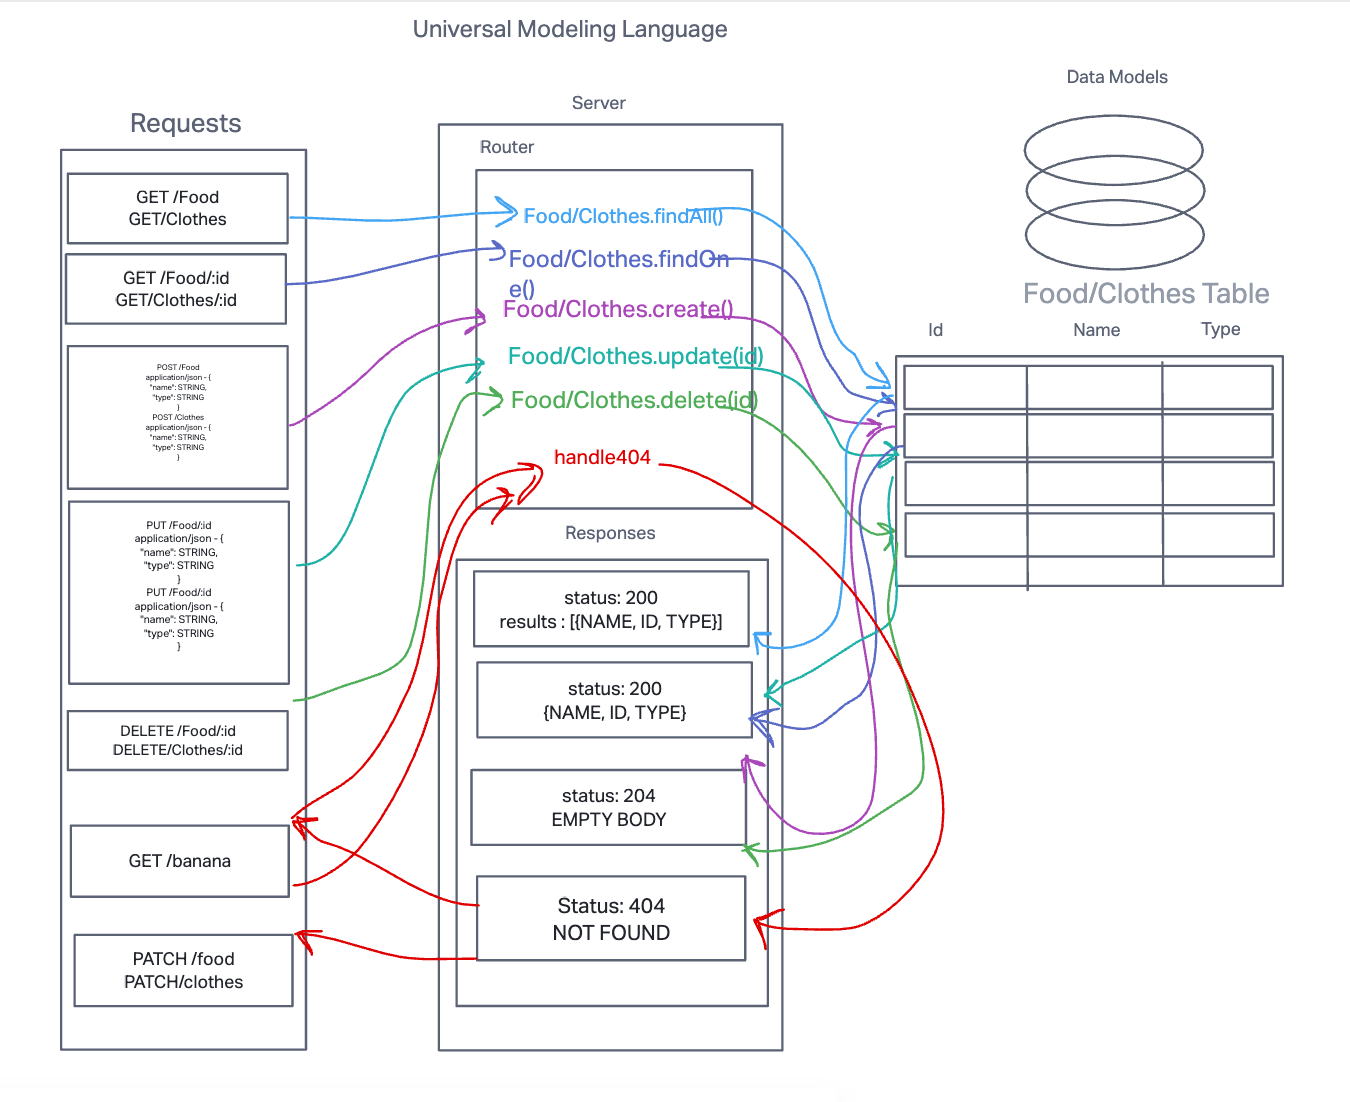 Universal Modeling Language
Requests
GET /Food
GET/Clothes
GET /Food/:id
GET/Clothes/:id
POST /Food
application/json - {
"name": STRING,
"type": STRING
}
POST /Clothes
application/json - {
"name": STRING,
"type": STRING
}
PUT /Food/:id
application/json - {
"name": STRING,
"type": STRING
}
PUT /Food/:id
application/json - {
"name": STRING,
"type": STRING
}
DELETE /Food/:id
DELETE/Clothes/:id
GET /banana
PATCH /food
PATCH/clothes
Server
Router
Food/Clothes.findAll()
Food/Clothes.findOn
e()
Food/Clothes.create()
Food/Clothes.update(id)
Food/Clothes.delete(id)
handle404
Responses
status: 200
results : [{NAME, ID, TYPE}]
status: 200
{NAME, ID, TYPE}
status: 204
EMPTY BODY
Status: 404
NOT FOUND
Data Models
Food/Clothes Table
Id
Name
Type